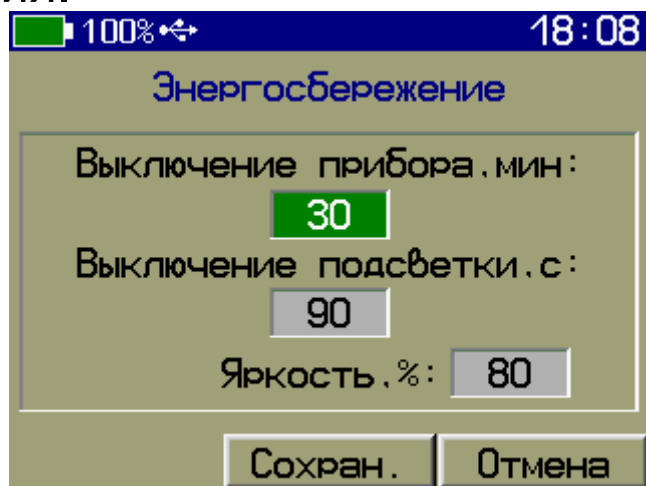 100% 18:08
Энергосбережение
Выключение прибора,мин:
30
Выключение подсветки,с:
90
Яркость,%: 80
Сохран. Отмена